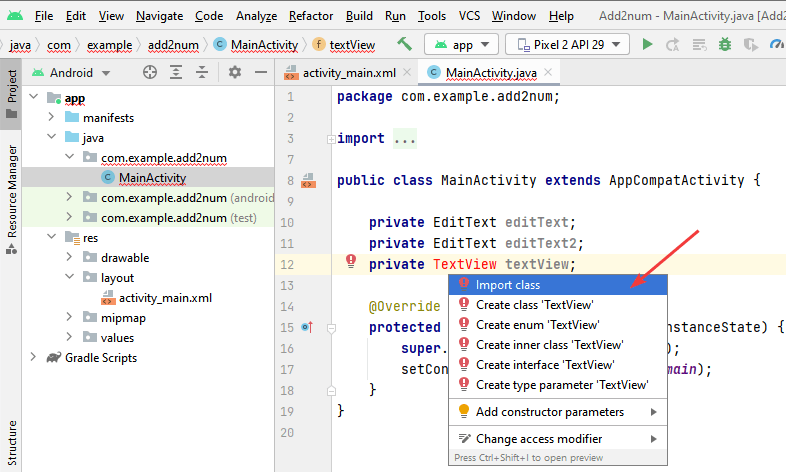 File Edit View Navigate Code Analyze Refactor Build Run Tools VCS Window Help Add2num - MainActivity.java [Add2
java com example add2num MainActivity textView app Pixel 2 API 29
Project
Resource Manager
Structure
Android
app
manifests
java
com.example.add2num
MainActivity
com.example.add2num (android
com.example.add2num (test)
res
drawable
layout
activity_main.xml
mipmap
values
Gradle Scripts
activity_main.xml MainActivity.java
1 package com.example.add2num;
2
3 import ...
7
8 public class MainActivity extends AppCompatActivity {
9
10 private EditText editText;
11 private EditText editText2;
12 private TextView textView;
13
14 @Override
15 protected nstanceState) {
16 super. );
17 setCon main);
18 }
19 }
20
Import class
Create class 'TextView'
Create enum 'TextView'
Create inner class 'TextView'
Create interface 'TextView'
Create type parameter 'TextView'
Add constructor parameters
Change access modifier
Press Ctrl+Shift+I to open preview